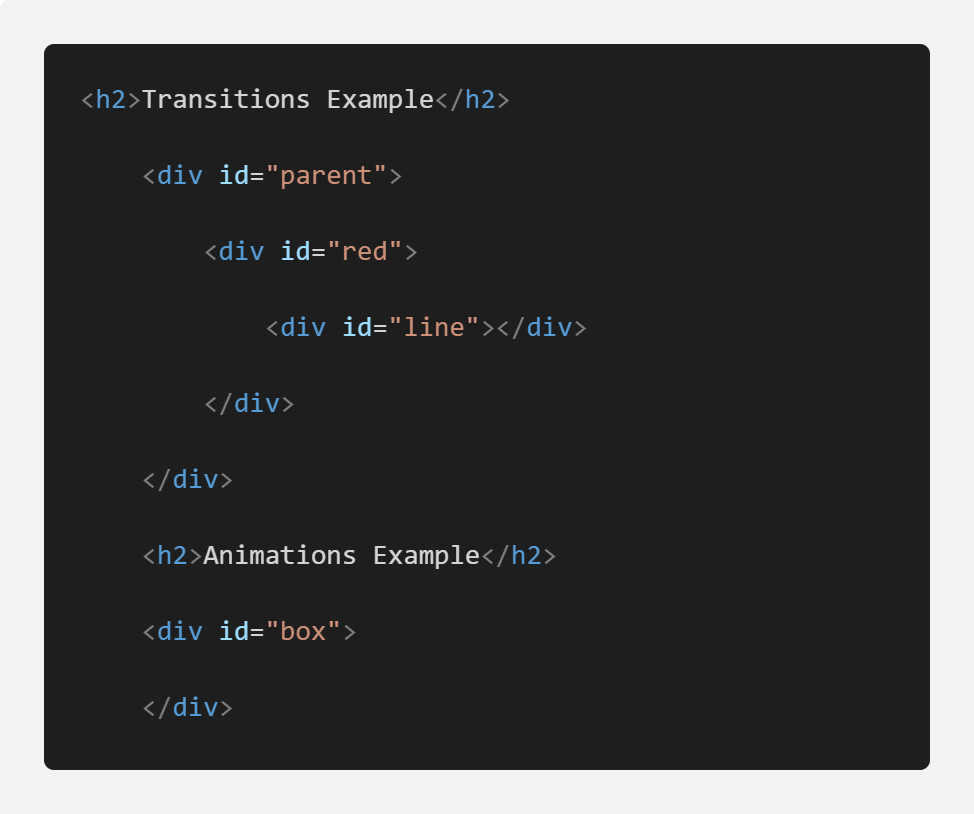 <h2>Transitions Example</h2>
    <div id="parent">
        <div id="red">
            <div id="line"></div>
        </div>
    </div>
    <h2>Animations Example</h2>
    <div id="box">
    </div>